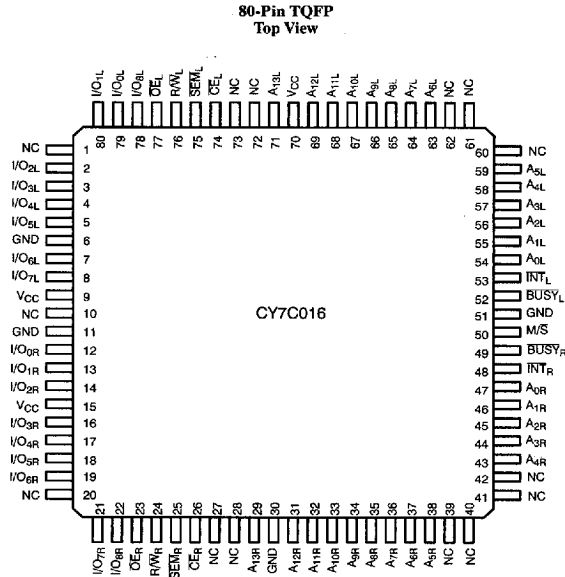 80-Pin TQFP
Top View
I/O1L
I/O0L
I/O8L
OEL
R/WL
SEML
CEL
NC
NC
A13L
VCC
A12L
A11L
A10L
A9L
A8L
A7L
A6L
NC
NC
80 79 78 77 76 75 74 73 72 71 70 69 68 67 66 65 64 63 62 61
NC 1
I/O2L 2
I/O3L 3
I/O4L 4
I/O5L 5
GND 6
I/O6L 7
I/O7L 8
VCC 9
NC 10
GND 11
I/O0R 12
I/O1R 13
I/O2R 14
VCC 15
I/O3R 16
I/O4R 17
I/O5R 18
I/O6R 19
NC 20
CY7C016
60 NC
59 A5L
58 A4L
57 A3L
56 A2L
55 A1L
54 A0L
53 INTL
52 BUSYL
51 GND
50 M/S
49 BUSYR
48 INTR
47 A0R
46 A1R
45 A2R
44 A3R
43 A4R
42 NC
41 NC
21 22 23 24 25 26 27 28 29 30 31 32 33 34 35 36 37 38 39 40
I/O7R
I/O8R
OER
R/WR
SEMR
CER
NC
NC
A13R
GND
A12R
A11R
A10R
A9R
A8R
A7R
A6R
A5R
NC
NC